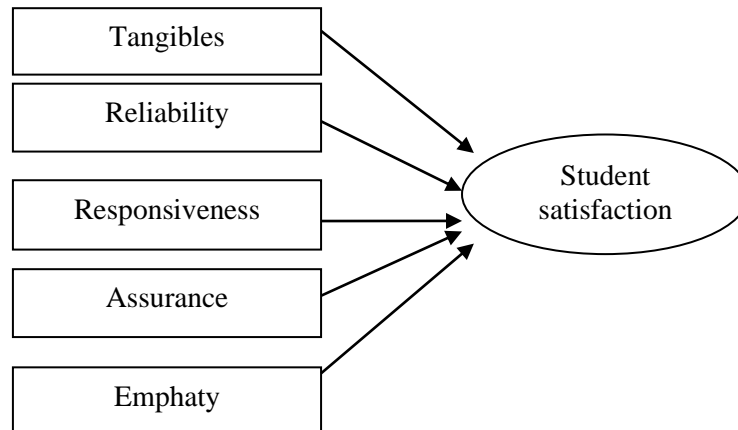 Tangibles
Reliability
Responsiveness
Assurance
Emphaty
Student
satisfaction